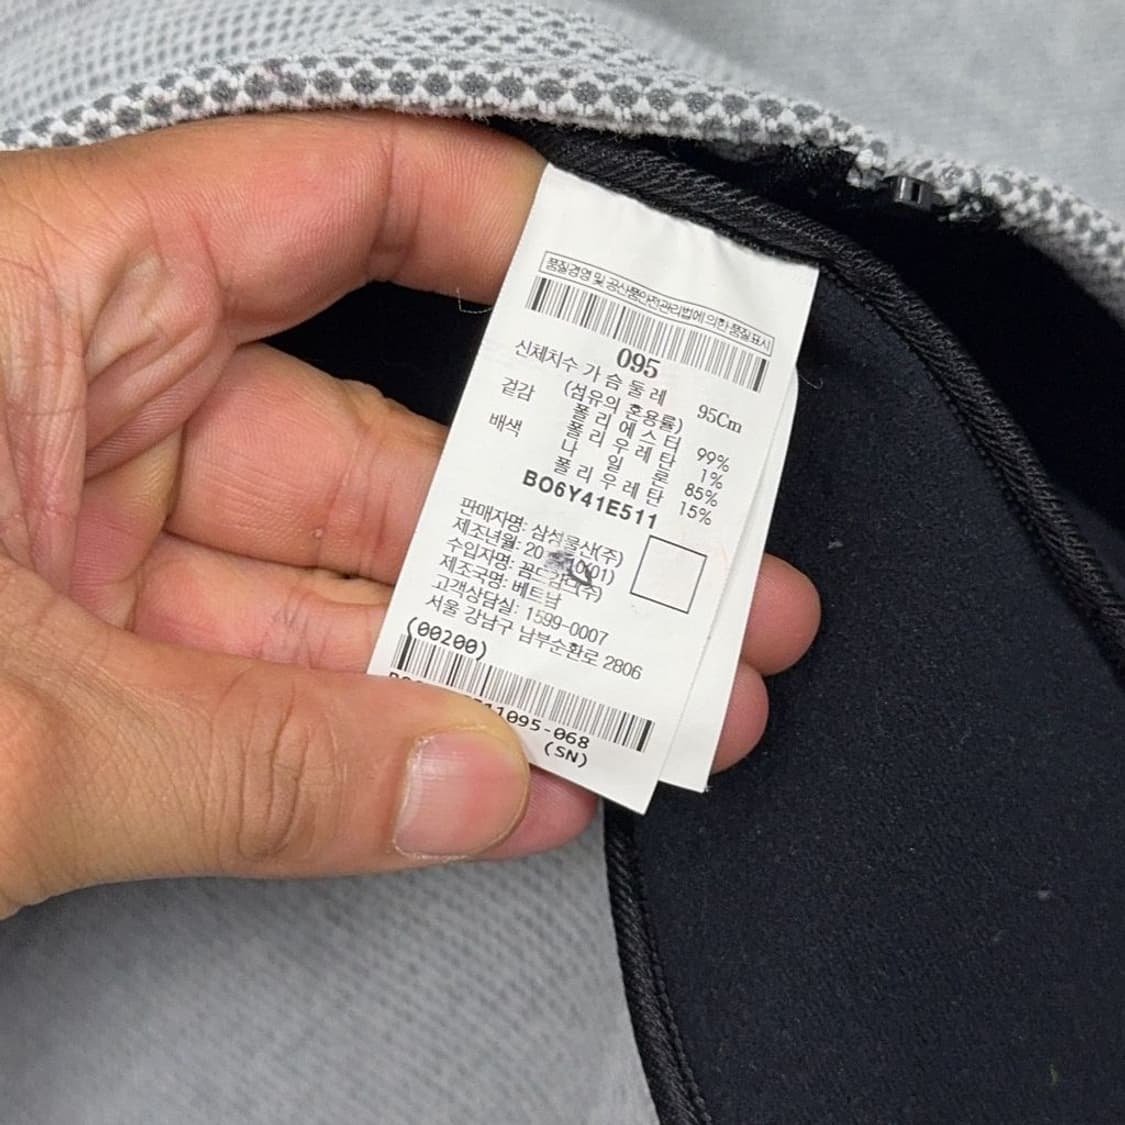 품질경영 및 공산품안전관리법에 의한 품질표시
095
신체치수 가 슴 둘 레 95Cm
(섬유의 혼용률)
겉감 폴 리 에 스 터 99%
폴 리 우 레 탄 1%
배색 나 일 론 85%
폴 리 우 레 탄 15%
BO6Y41E511
판매자명: 삼성물산(주)
제조년월: 20 10(01)
수입자명: (주)
제조국명: 베트남
고객상담실: 1599-0007
서울 강남구 남부순환로 2806
(00200)
11095-068
(SN)